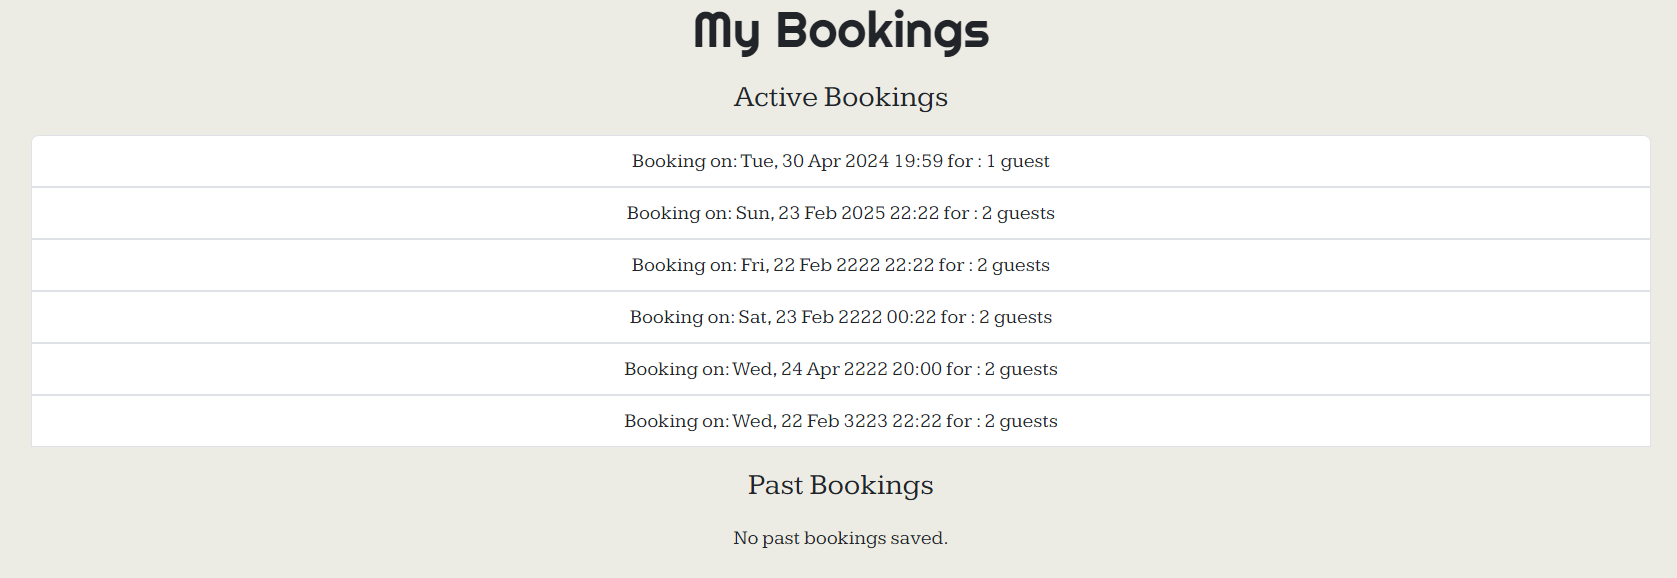 My Bookings
Active Bookings
Booking on: Tue, 30 Apr 2024 19:59 for : 1 guest
Booking on: Sun, 23 Feb 2025 22:22 for : 2 guests
Booking on: Fri, 22 Feb 2222 22:22 for : 2 guests
Booking on: Sat, 23 Feb 2222 00:22 for : 2 guests
Booking on: Wed, 24 Apr 2222 20:00 for : 2 guests
Booking on: Wed, 22 Feb 3223 22:22 for : 2 guests
Past Bookings
No past bookings saved.